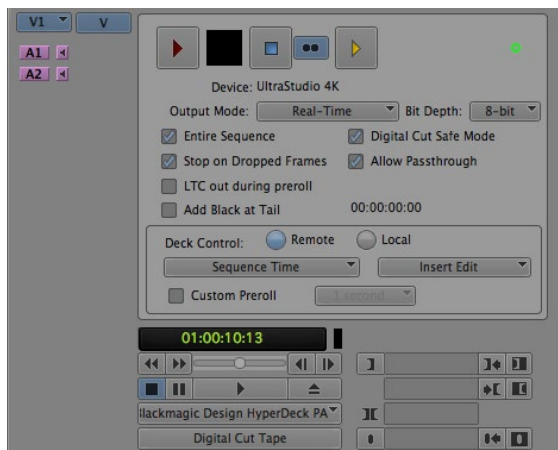 V1 V
A1
A2
Device: UltraStudio 4K
Output Mode: Real-Time Bit Depth: 8-bit
Entire Sequence Digital Cut Safe Mode
Stop on Dropped Frames Allow Passthrough
LTC out during preroll
Add Black at Tail 00:00:00:00
Deck Control: Remote Local
Sequence Time Insert Edit
Custom Preroll 1 second
01:00:10:13
Blackmagic Design HyperDeck PA
Digital Cut Tape